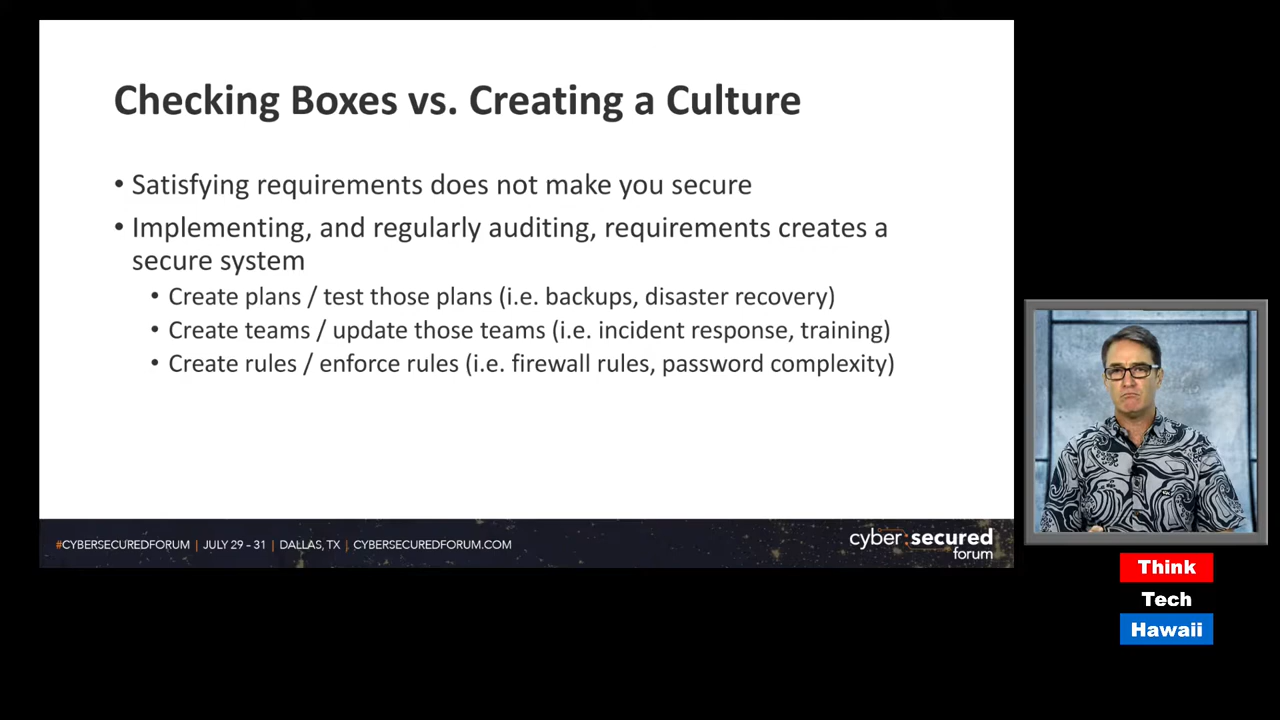 Checking Boxes vs. Creating a Culture
• Satisfying requirements does not make you secure
• Implementing, and regularly auditing, requirements creates a
secure system
• Create plans / test those plans (i.e. backups, disaster recovery)
• Create teams / update those teams (i.e. incident response, training)
• Create rules / enforce rules (i.e. firewall rules, password complexity)
#CYBERSECUREDFORUM | JULY 29 - 31 | DALLAS, TX | CYBERSECUREDFORUM.COM
cyber:secured
forum
Think
Tech
Hawaii